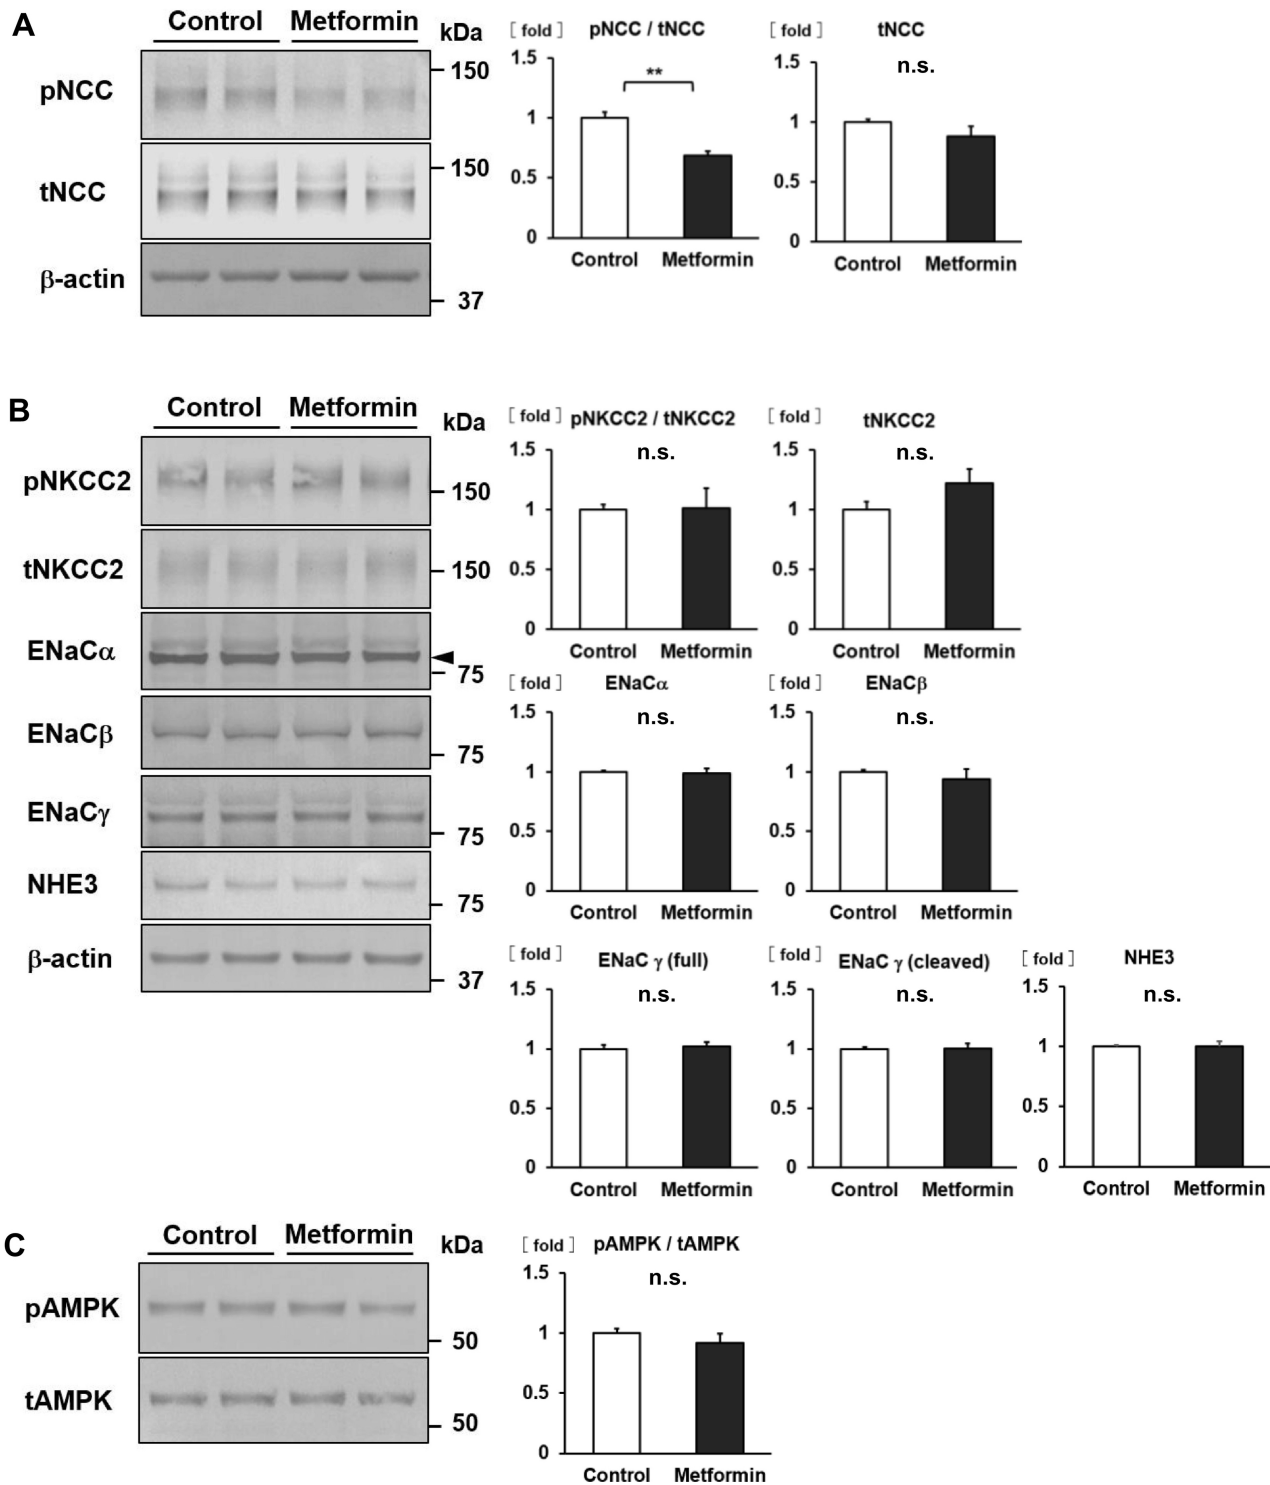 A
Control Metformin
kDa
pNCC
150
tNCC
150
β-actin
37
[ fold ] pNCC / tNCC
**
1.5
1
0.5
0
Control Metformin
[ fold ] tNCC
n.s.
1.5
1
0.5
0
Control Metformin
B
Control Metformin
kDa
pNKCC2
150
tNKCC2
150
ENaCα
75
ENaCβ
75
ENaCγ
75
NHE3
75
β-actin
37
[ fold ] pNKCC2 / tNKCC2
n.s.
1.5
1
0.5
0
Control Metformin
[ fold ] tNKCC2
n.s.
1.5
1
0.5
0
Control Metformin
[ fold ] ENaCα
n.s.
1.5
1
0.5
0
Control Metformin
[ fold ] ENaCβ
n.s.
1.5
1
0.5
0
Control Metformin
[ fold ] ENaC γ (full)
n.s.
1.5
1
0.5
0
Control Metformin
[ fold ] ENaC γ (cleaved)
n.s.
1.5
1
0.5
0
Control Metformin
[ fold ] NHE3
n.s.
1.5
1
0.5
0
Control Metformin
C
Control Metformin
kDa
pAMPK
50
tAMPK
50
[ fold ] pAMPK / tAMPK
n.s.
1.5
1
0.5
0
Control Metformin